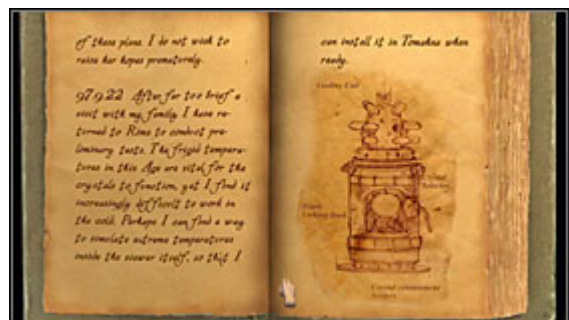 of these plans. I do not wish to
raise her hopes prematurely.
97.9.22 After far too brief a
visit with my family, I have re-
turned to Rime to conduct pre-
liminary tests. The frigid tempera-
tures in this Age are vital for the
crystals to function, yet I find it
increasingly difficult to work in
the cold. Perhaps I can find a way
to simulate extreme temperatures
inside the viewer itself, so that I
can install it in Tomahna when
ready.
Cooling Unit
Crystal